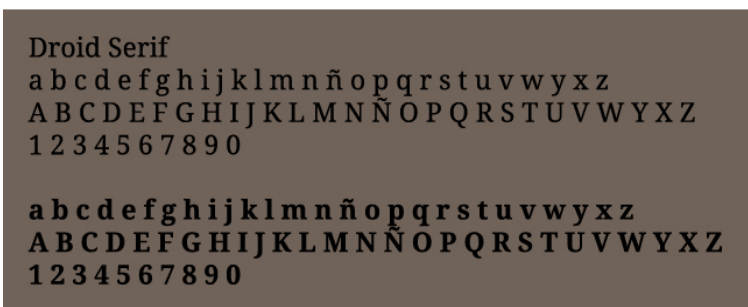 Droid Serif
a b c d e f g h i j k l m n ñ o p q r s t u v w y x z
A B C D E F G H I J K L M N Ñ O P Q R S T U V W Y X Z
1 2 3 4 5 6 7 8 9 0
a b c d e f g h i j k l m n ñ o p q r s t u v w y x z
A B C D E F G H I J K L M N Ñ O P Q R S T U V W Y X Z
1 2 3 4 5 6 7 8 9 0